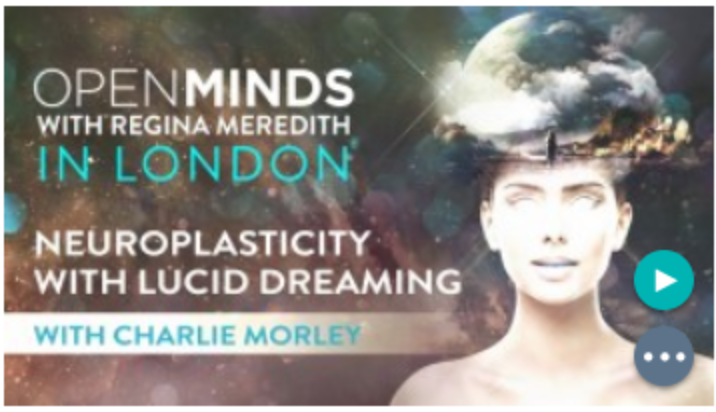 OPENMINDS
WITH REGINA MEREDITH
IN LONDON
NEUROPLASTICITY
WITH LUCID DREAMING
WITH CHARLIE MORLEY